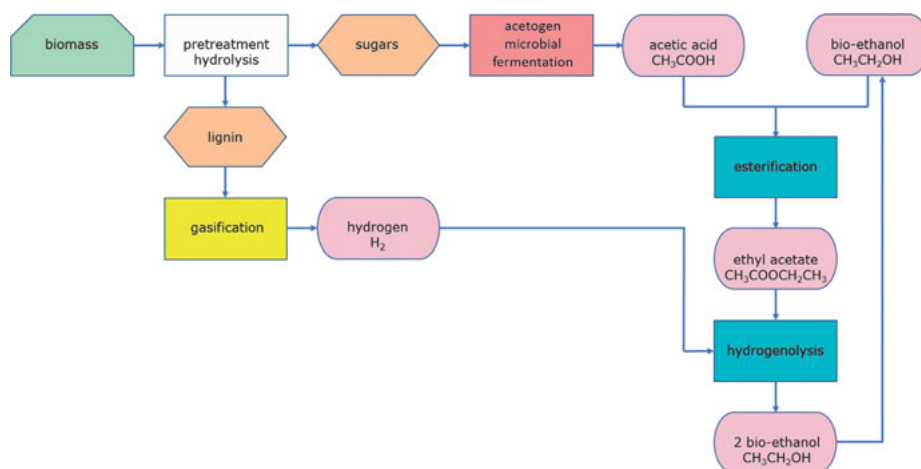 biomass
pretreatment
hydrolysis
sugars
acetogen
microbial
fermentation
acetic acid
CH₃COOH
bio-ethanol
CH₃CH₂OH
lignin
esterification
gasification
hydrogen
H₂
ethyl acetate
CH₃COOCH₂CH₃
hydrogenolysis
2 bio-ethanol
CH₃CH₂OH